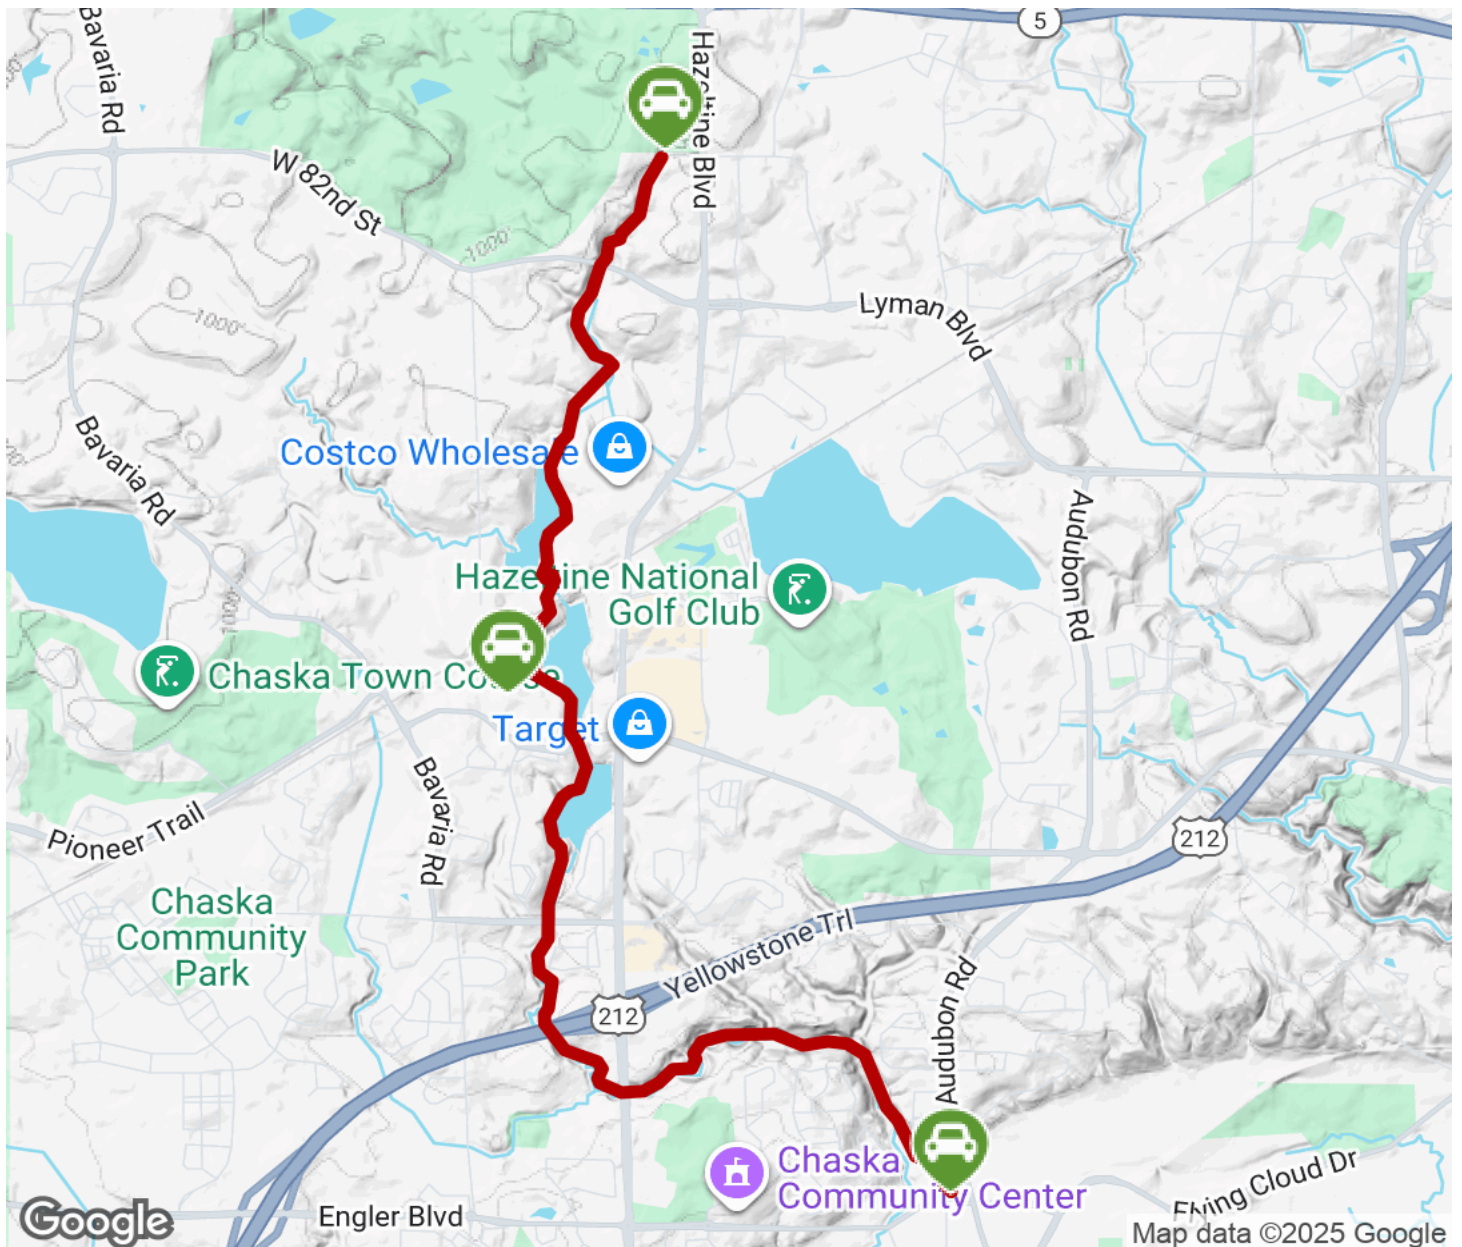 5
Bavaria Rd
Hazeltine Blvd
W 82nd St
1000'
1000'
Lyman Blvd
Bavaria Rd
Costco Wholesale
Audubon Rd
Hazeltine National
Golf Club
1000
Chaska Town Course
Target
Bavaria Rd
Pioneer Trail
212
Chaska
Community
Park
Yellowstone Trl
212
Audubon Rd
Chaska
Community Center
Flying Cloud Dr
Engler Blvd
Google
Map data ©2025 Google